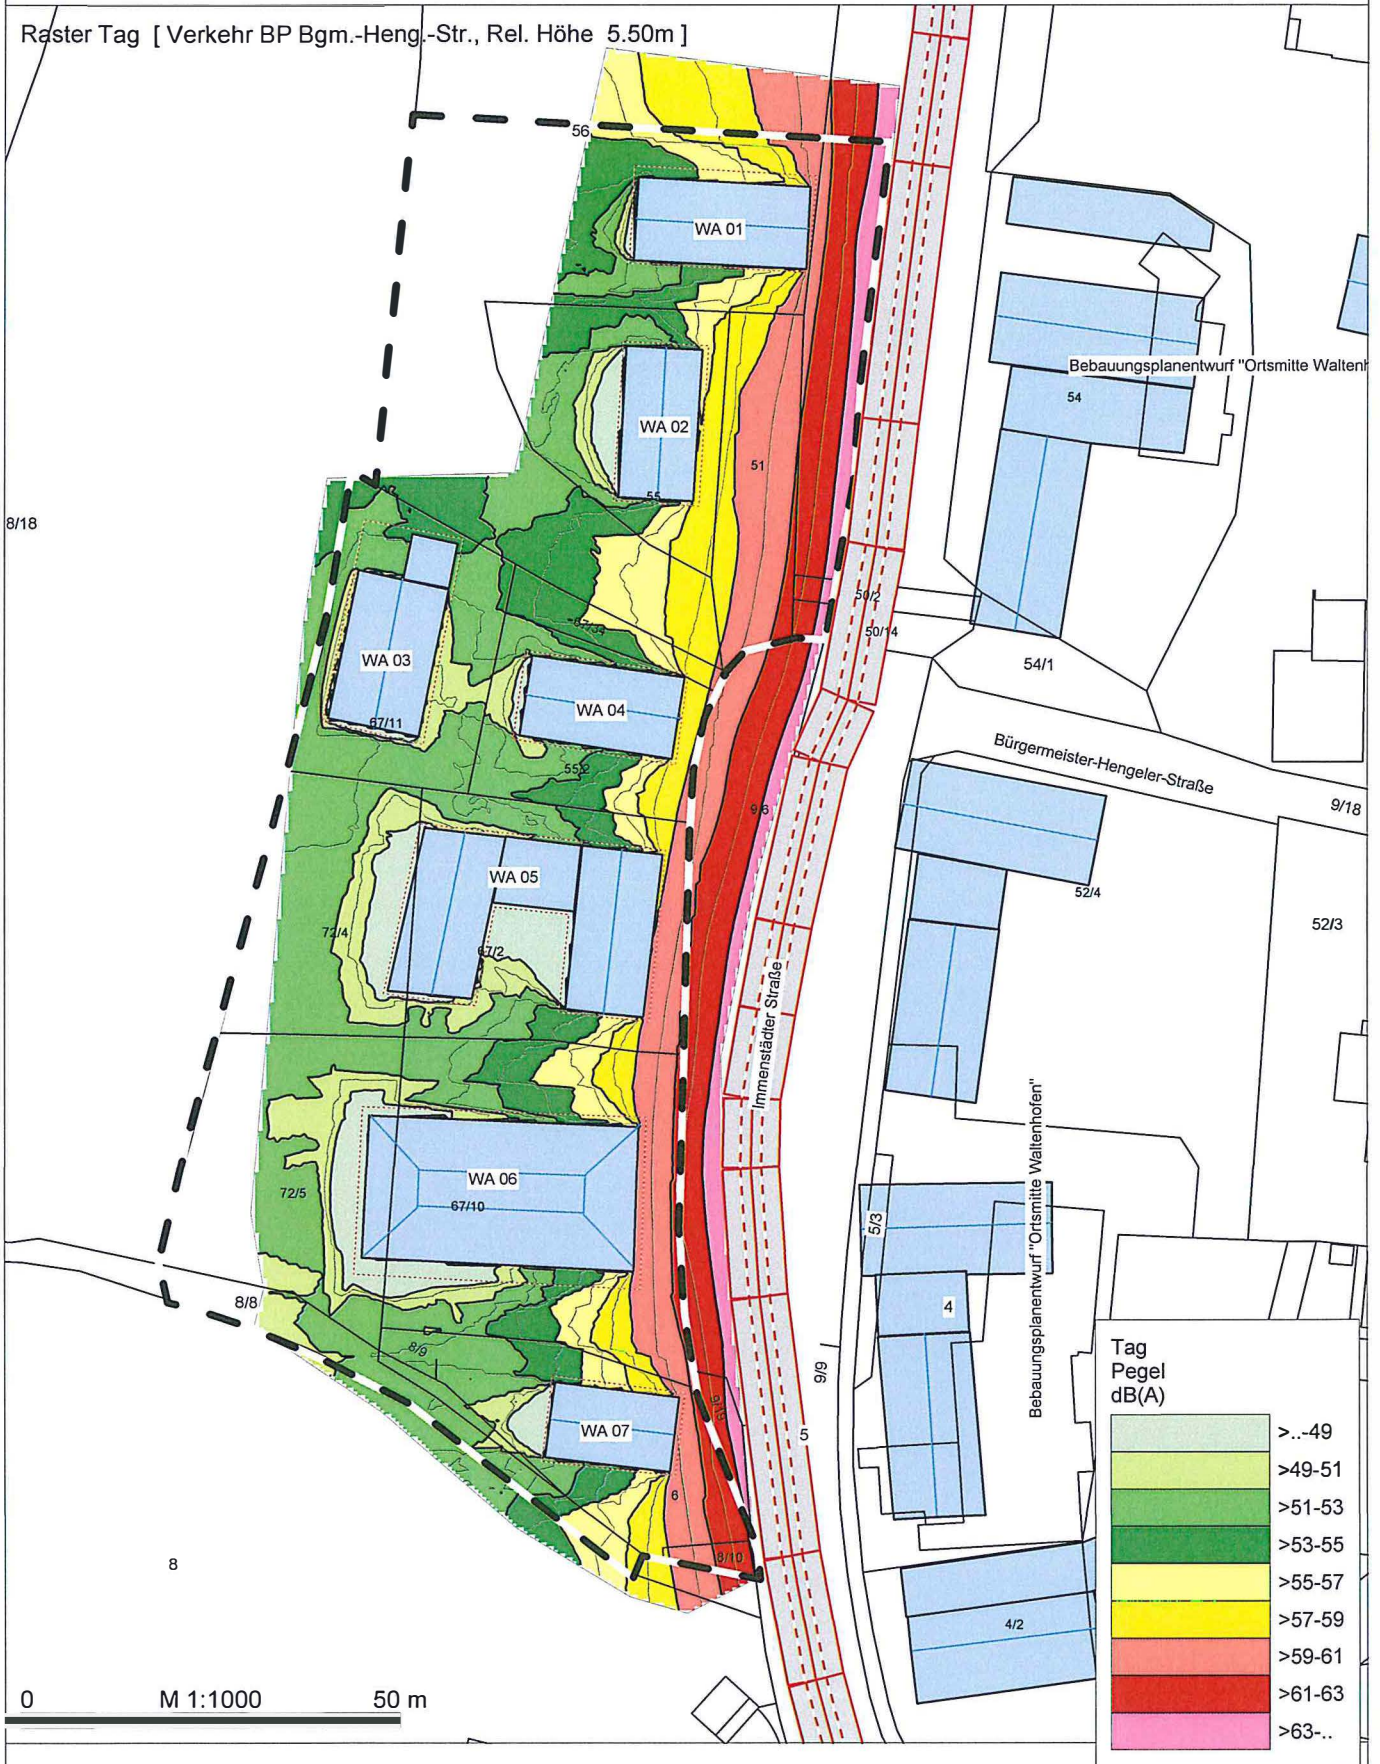 Raster Tag [ Verkehr BP Bgm.-Heng.-Str., Rel. Höhe 5.50m ]
56
WA 01
Bebauungsplanentwurf "Ortsmitte Waltenh
54
WA 02
51
55
8/18
50/2
50/14
67/34
54/1
WA 03
67/11
WA 04
55/2
Bürgermeister-Hengeler-Straße
9/18
9/6
WA 05
52/4
52/3
72/4
67/2
Immenstädter Straße
Bebauungsplanentwurf "Ortsmitte Waltenhofen"
WA 06
67/10
72/5
5/3
8/8
4
8/9
9/9
9/19
WA 07
5
6
8/10
8
4/2
Tag
Pegel
dB(A)
>..-49
>49-51
>51-53
>53-55
>55-57
>57-59
>59-61
>61-63
>63-..
0 M 1:1000 50 m